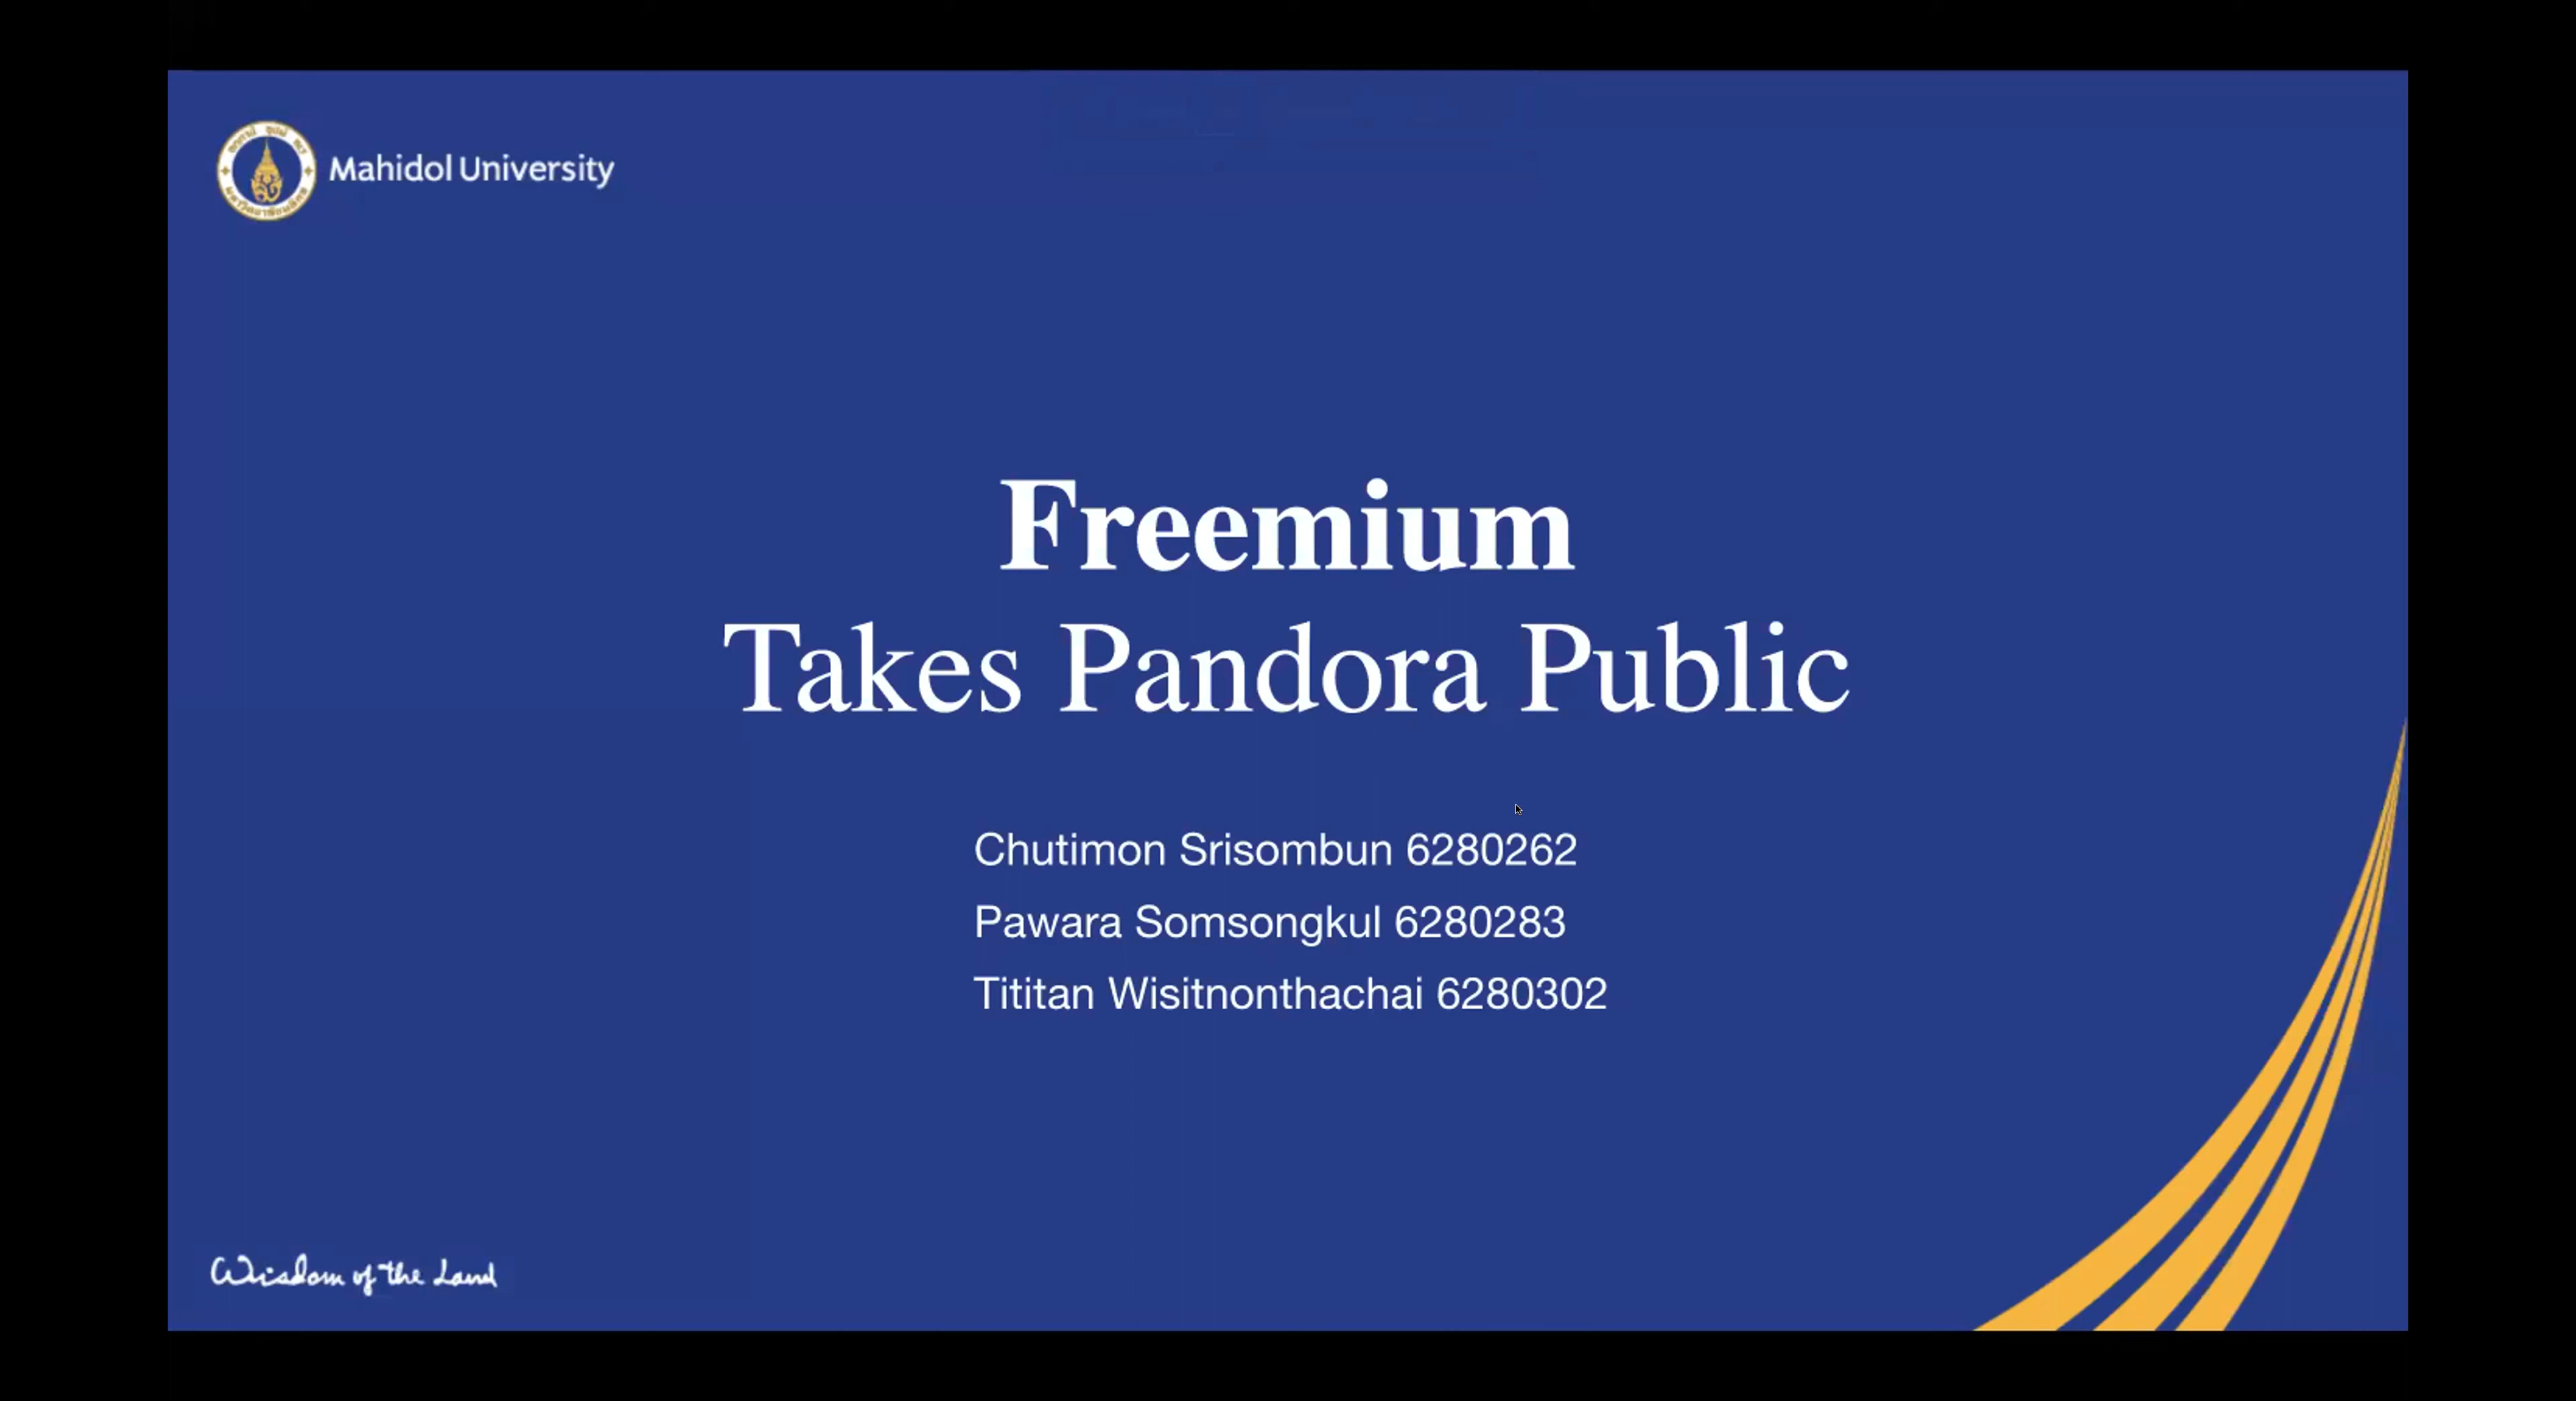 Mahidol University
Freemium
Takes Pandora Public
Chutimon Srisombun 6280262
Pawara Somsongkul 6280283
Tititan Wisitnonthachai 6280302
Wisdom of the Land